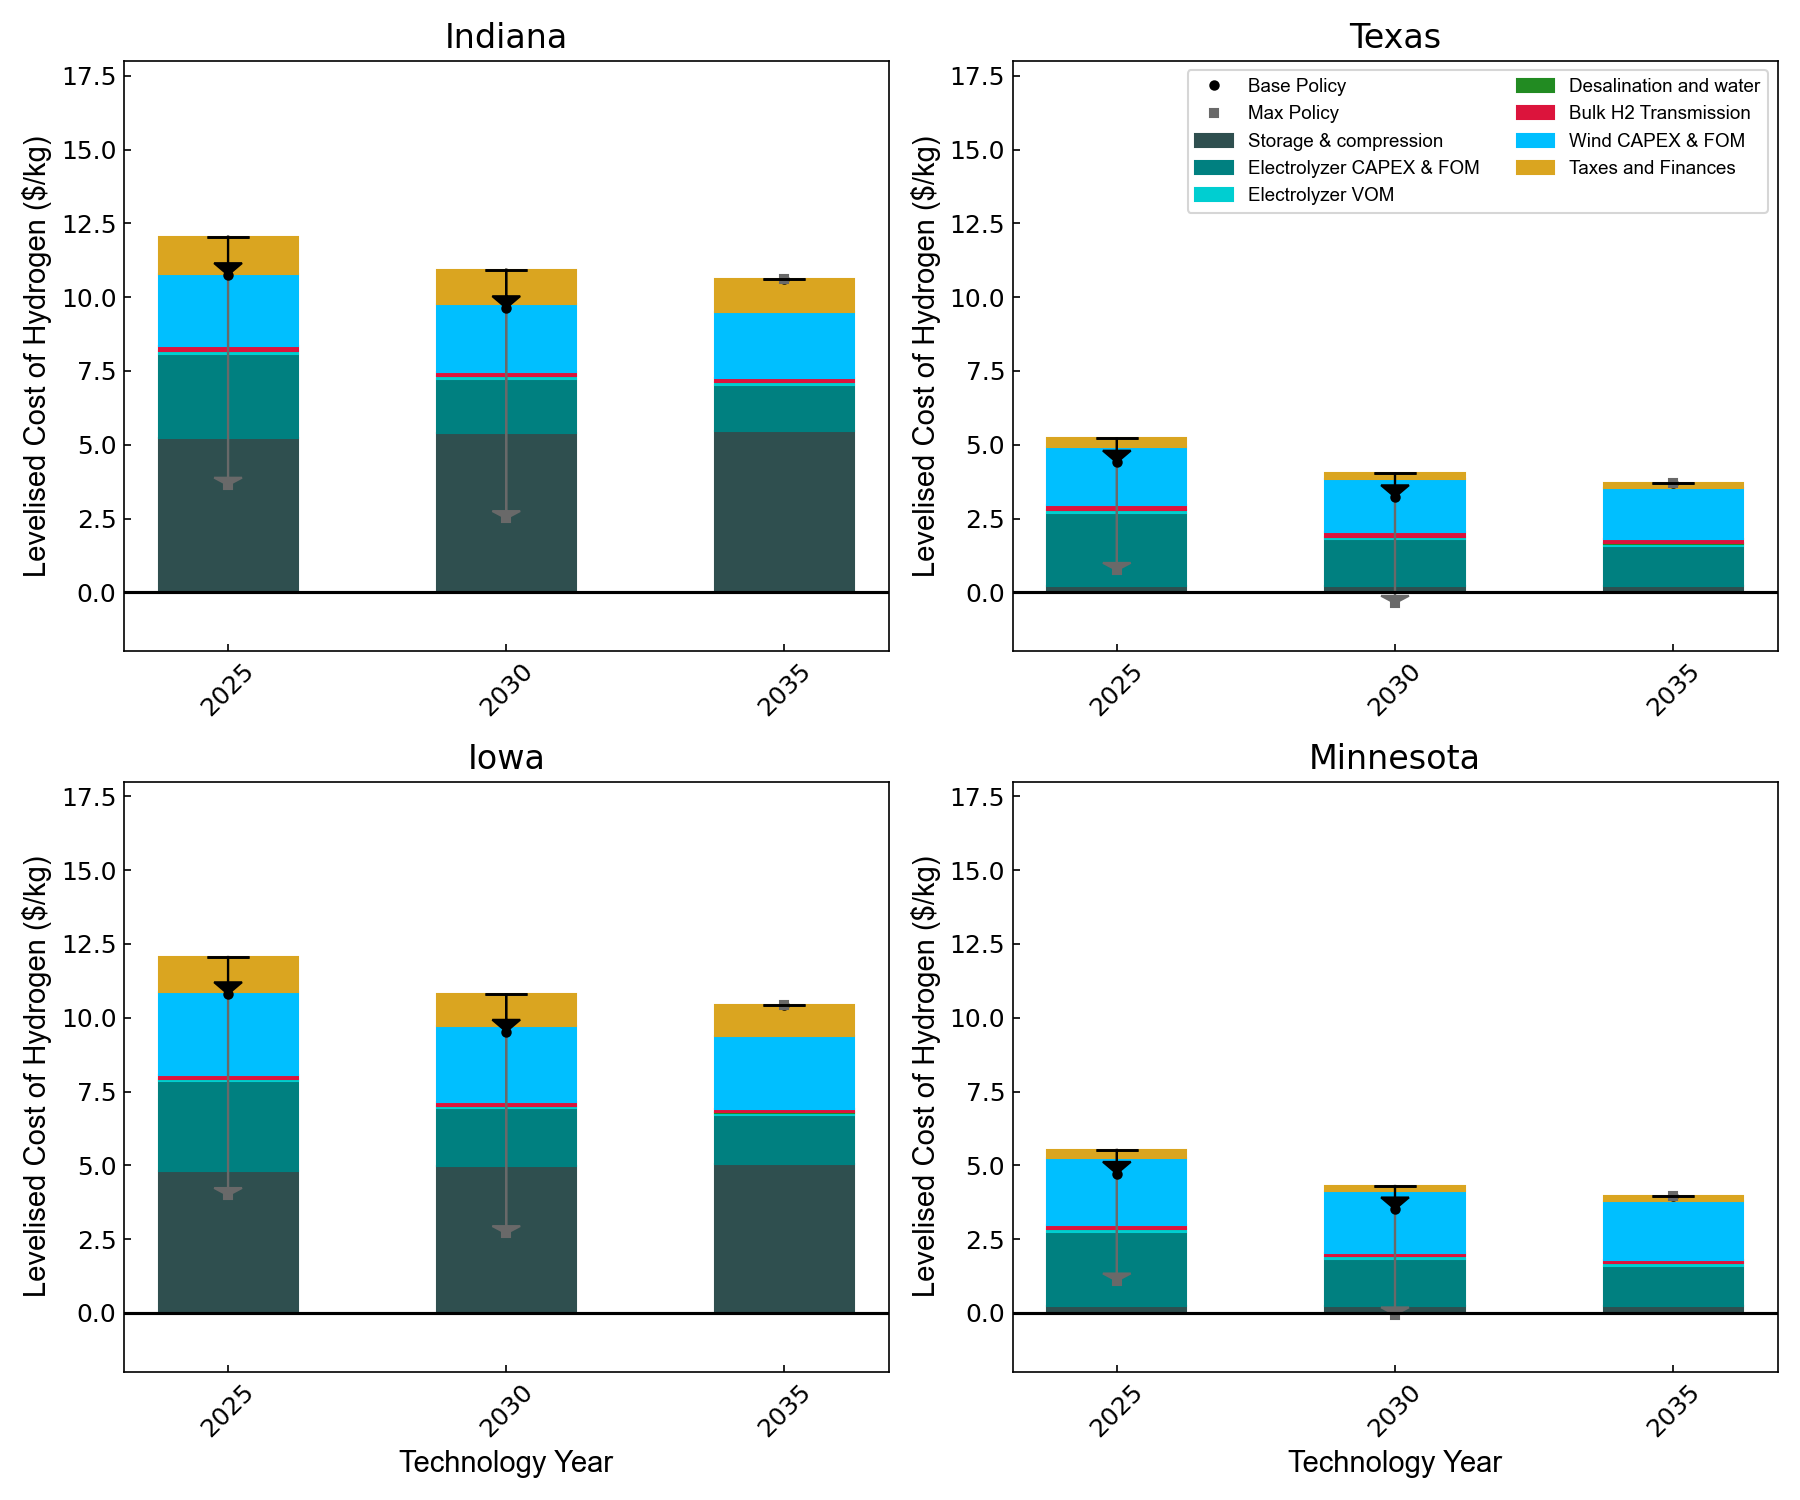 Indiana
Levelised Cost of Hydrogen ($/kg)
17.5
15.0
12.5
10.0
7.5
5.0
2.5
0.0
2025
2030
2035
Texas
Levelised Cost of Hydrogen ($/kg)
17.5
15.0
12.5
10.0
7.5
5.0
2.5
0.0
Base Policy
Max Policy
Storage & compression
Electrolyzer CAPEX & FOM
Electrolyzer VOM
Desalination and water
Bulk H2 Transmission
Wind CAPEX & FOM
Taxes and Finances
2025
2030
2035
Iowa
Levelised Cost of Hydrogen ($/kg)
17.5
15.0
12.5
10.0
7.5
5.0
2.5
0.0
2025
2030
2035
Technology Year
Minnesota
Levelised Cost of Hydrogen ($/kg)
17.5
15.0
12.5
10.0
7.5
5.0
2.5
0.0
2025
2030
2035
Technology Year